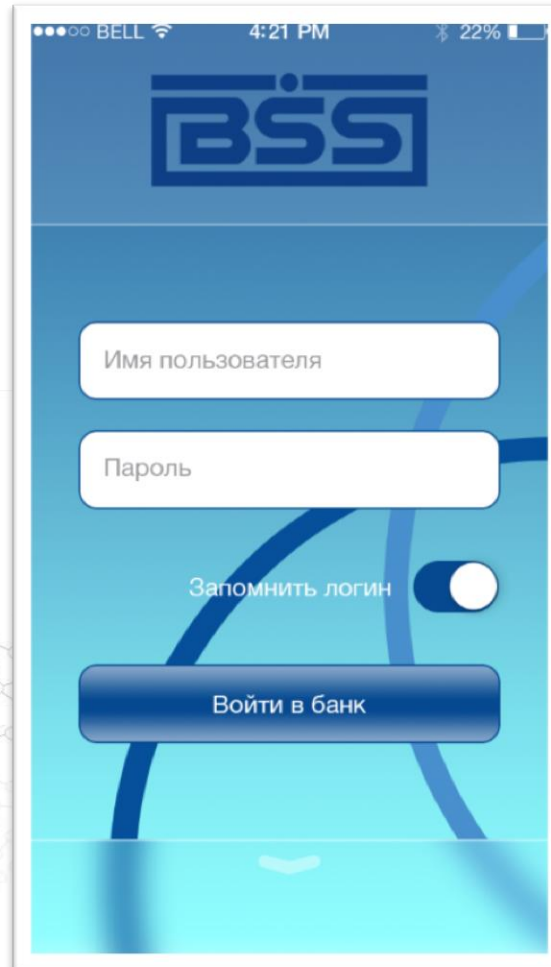 BELL 4:21 PM 22%
BSS
Имя пользователя
Пароль
Запомнить логин
Войти в банк